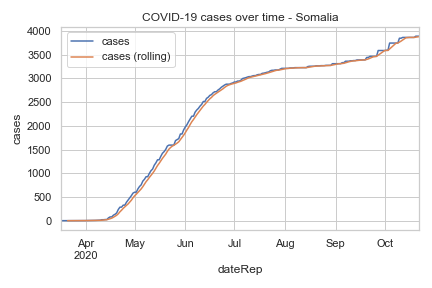 COVID-19 cases over time - Somalia
cases
cases (rolling)
4000
3500
3000
2500
2000
1500
1000
500
0
cases
Apr
2020
May
Jun
Jul
Aug
Sep
Oct
dateRep